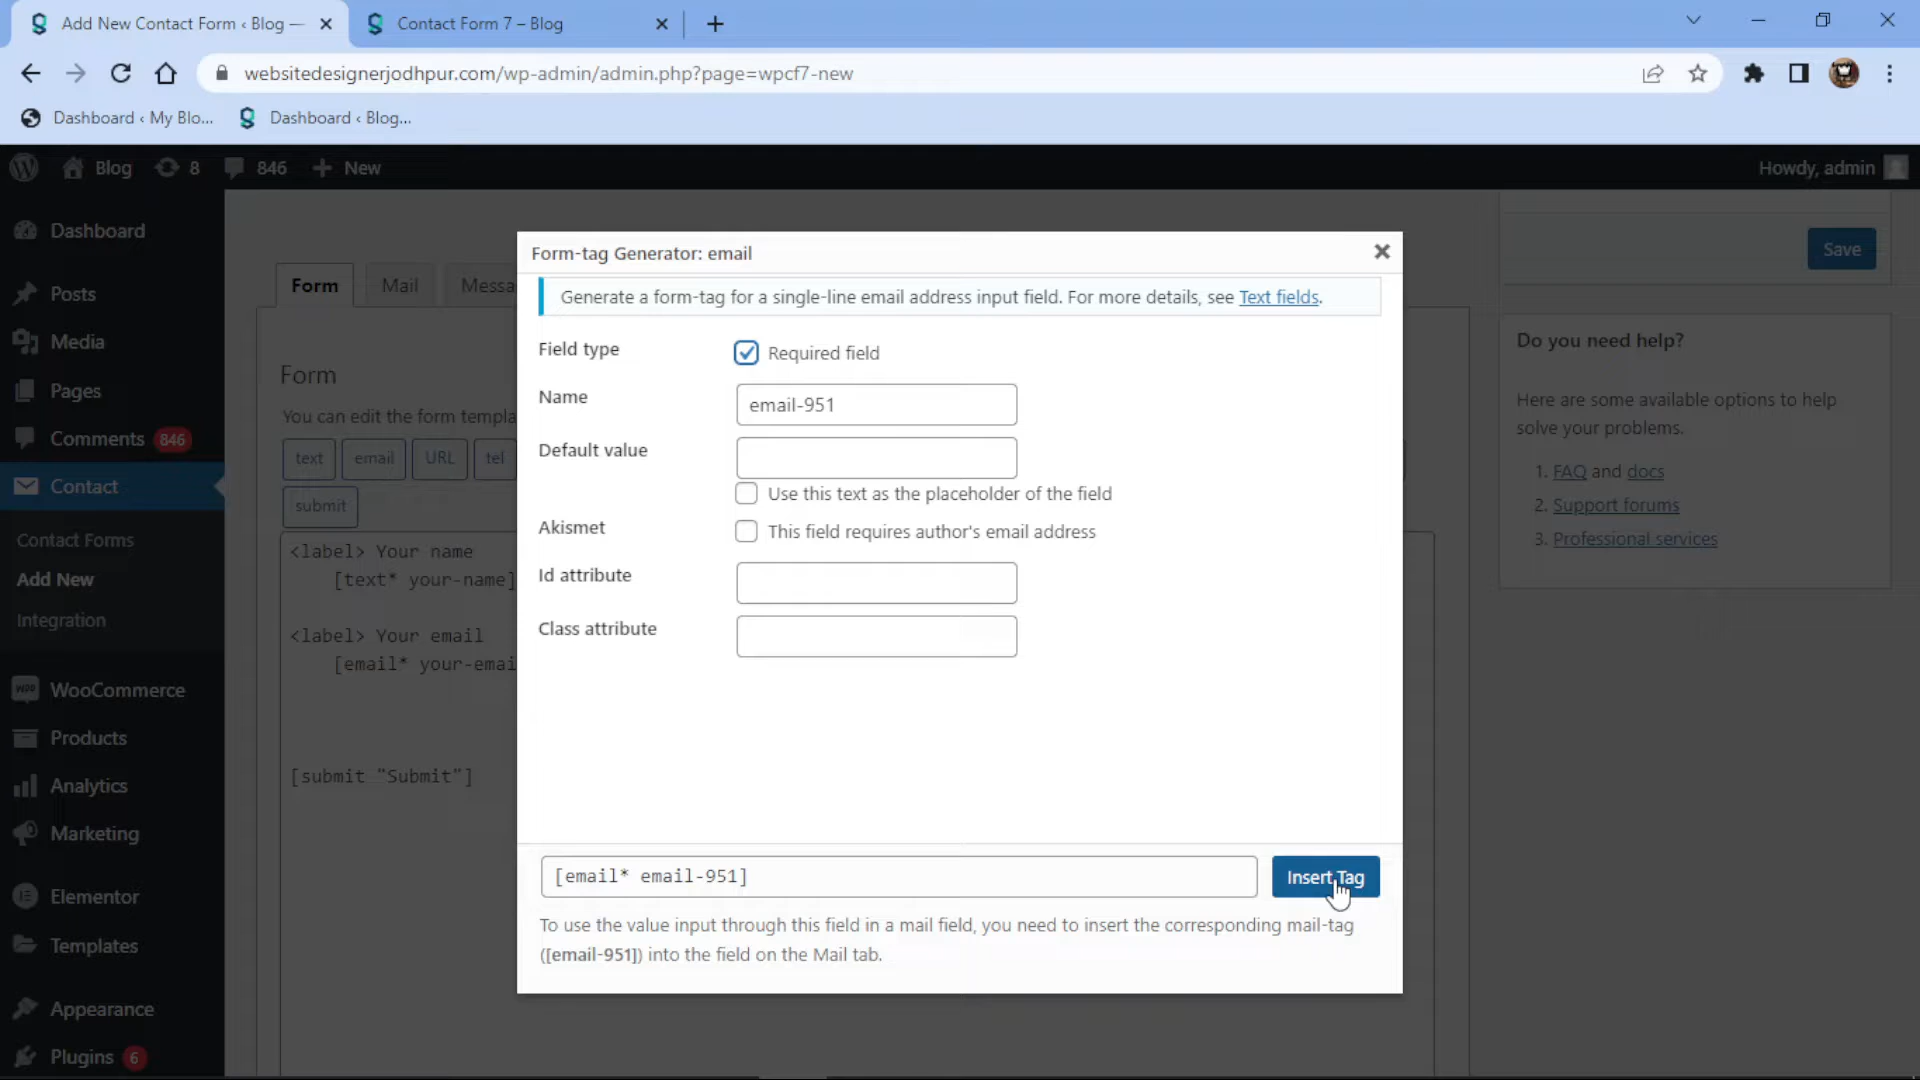 Add New Contact Form ‹ Blog —
Contact Form 7 – Blog
websitedesignerjodhpur.com/wp-admin/admin.php?page=wpcf7-new
Dashboard ‹ My Blo...
Dashboard ‹ Blog...
Blog
8
846
New
Howdy, admin
Dashboard
Posts
Media
Pages
Comments 846
Contact
Contact Forms
Add New
Integration
WooCommerce
Products
Analytics
Marketing
Elementor
Templates
Appearance
Plugins 6
Form
Mail
Messa
Form
You can edit the form templa
text
email
URL
tel
submit
<label> Your name
[text* your-name]
<label> Your email
[email* your-emai
[submit "Submit"]
Form-tag Generator: email
Generate a form-tag for a single-line email address input field. For more details, see Text fields.
Field type
Required field
Name
email-951
Default value
Use this text as the placeholder of the field
Akismet
This field requires author's email address
Id attribute
Class attribute
[email* email-951]
Insert Tag
To use the value input through this field in a mail field, you need to insert the corresponding mail-tag
([email-951]) into the field on the Mail tab.
Save
Do you need help?
Here are some available options to help
solve your problems.
1. FAQ and docs
2. Support forums
3. Professional services